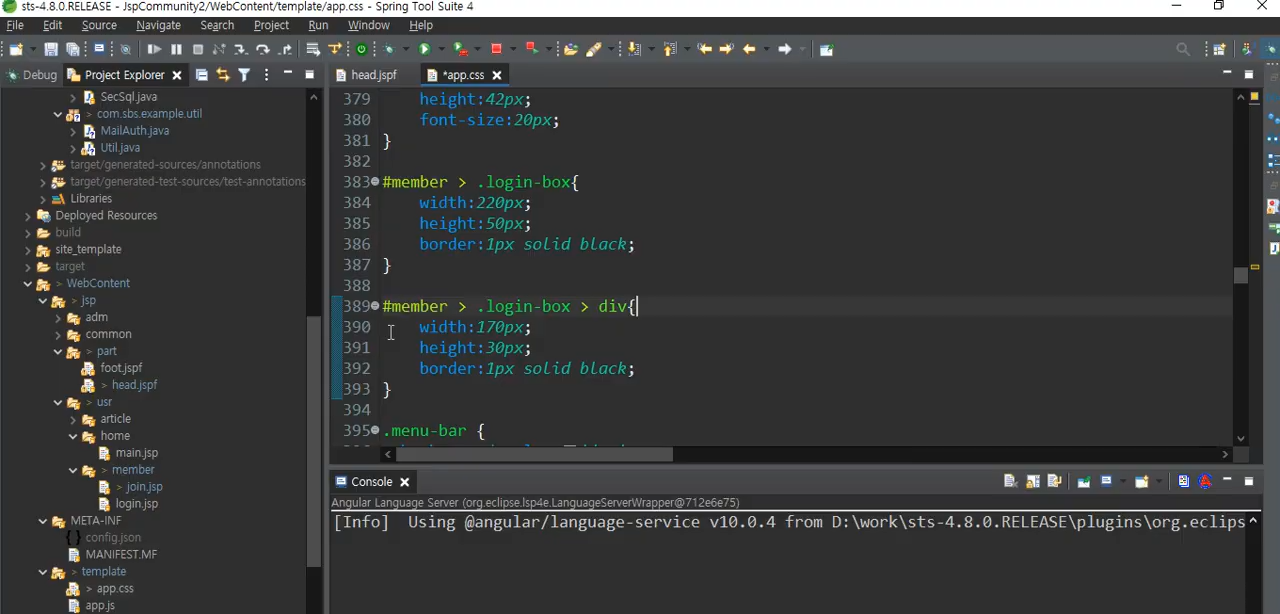 sts-4.8.0.RELEASE - JspCommunity2/WebContent/template/app.css - Spring Tool Suite 4
File Edit Source Navigate Search Project Run Window Help
Debug Project Explorer
SecSql.java
> com.sbs.example.util
MailAuth.java
Util.java
target/generated-sources/annotations
target/generated-test-sources/test-annotations
Libraries
Deployed Resources
build
site_template
target
> WebContent
> jsp
adm
common
> part
foot.jspf
> head.jspf
> usr
article
home
main.jsp
> member
> join.jsp
login.jsp
META-INF
config.json
MANIFEST.MF
> template
> app.css
app.js
head.jspf *app.css
379 height:42px;
380 font-size:20px;
381 }
382
383 #member > .login-box{
384 width:220px;
385 height:50px;
386 border:1px solid black;
387 }
388
389 #member > .login-box > div{
390 width:170px;
391 height:30px;
392 border:1px solid black;
393 }
394
395 .menu-bar {
Console
Angular Language Server (org.eclipse.lsp4e.LanguageServerWrapper@712e6e75)
[Info]  Using @angular/language-service v10.0.4 from D:\work\sts-4.8.0.RELEASE\plugins\org.eclips